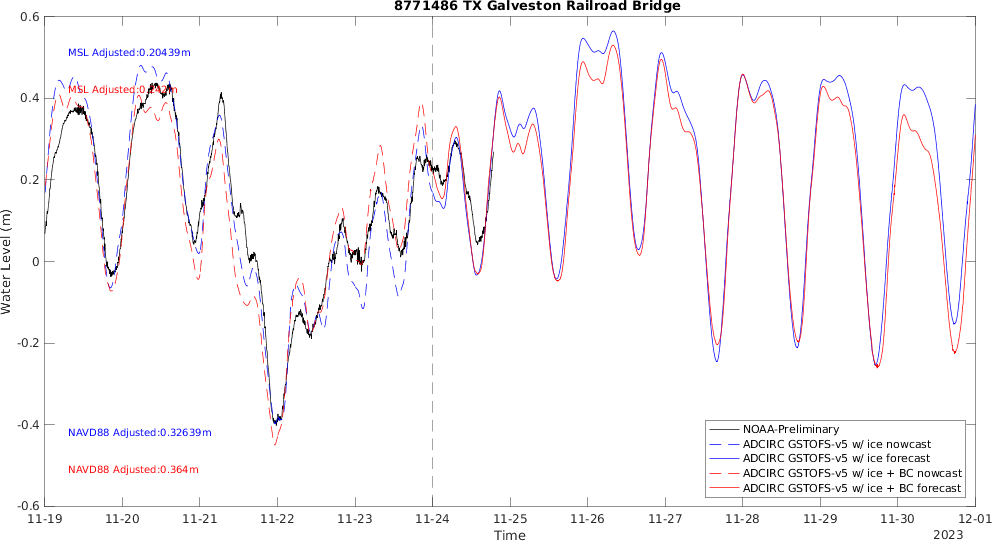 8771486 TX Galveston Railroad Bridge
0.6
0.4
0.2
0
-0.2
-0.4
-0.6
Water Level (m)
MSL Adjusted:0.20439m
MSL Adjusted:
NAVD88 Adjusted:0.32639m
NAVD88 Adjusted:0.364m
NOAA-Preliminary
ADCIRC GSTOFS-v5 w/ ice nowcast
ADCIRC GSTOFS-v5 w/ ice forecast
ADCIRC GSTOFS-v5 w/ ice + BC nowcast
ADCIRC GSTOFS-v5 w/ ice + BC forecast
11-19 11-20 11-21 11-22 11-23 11-24 11-25 11-26 11-27 11-28 11-29 11-30 12-01
Time
2023